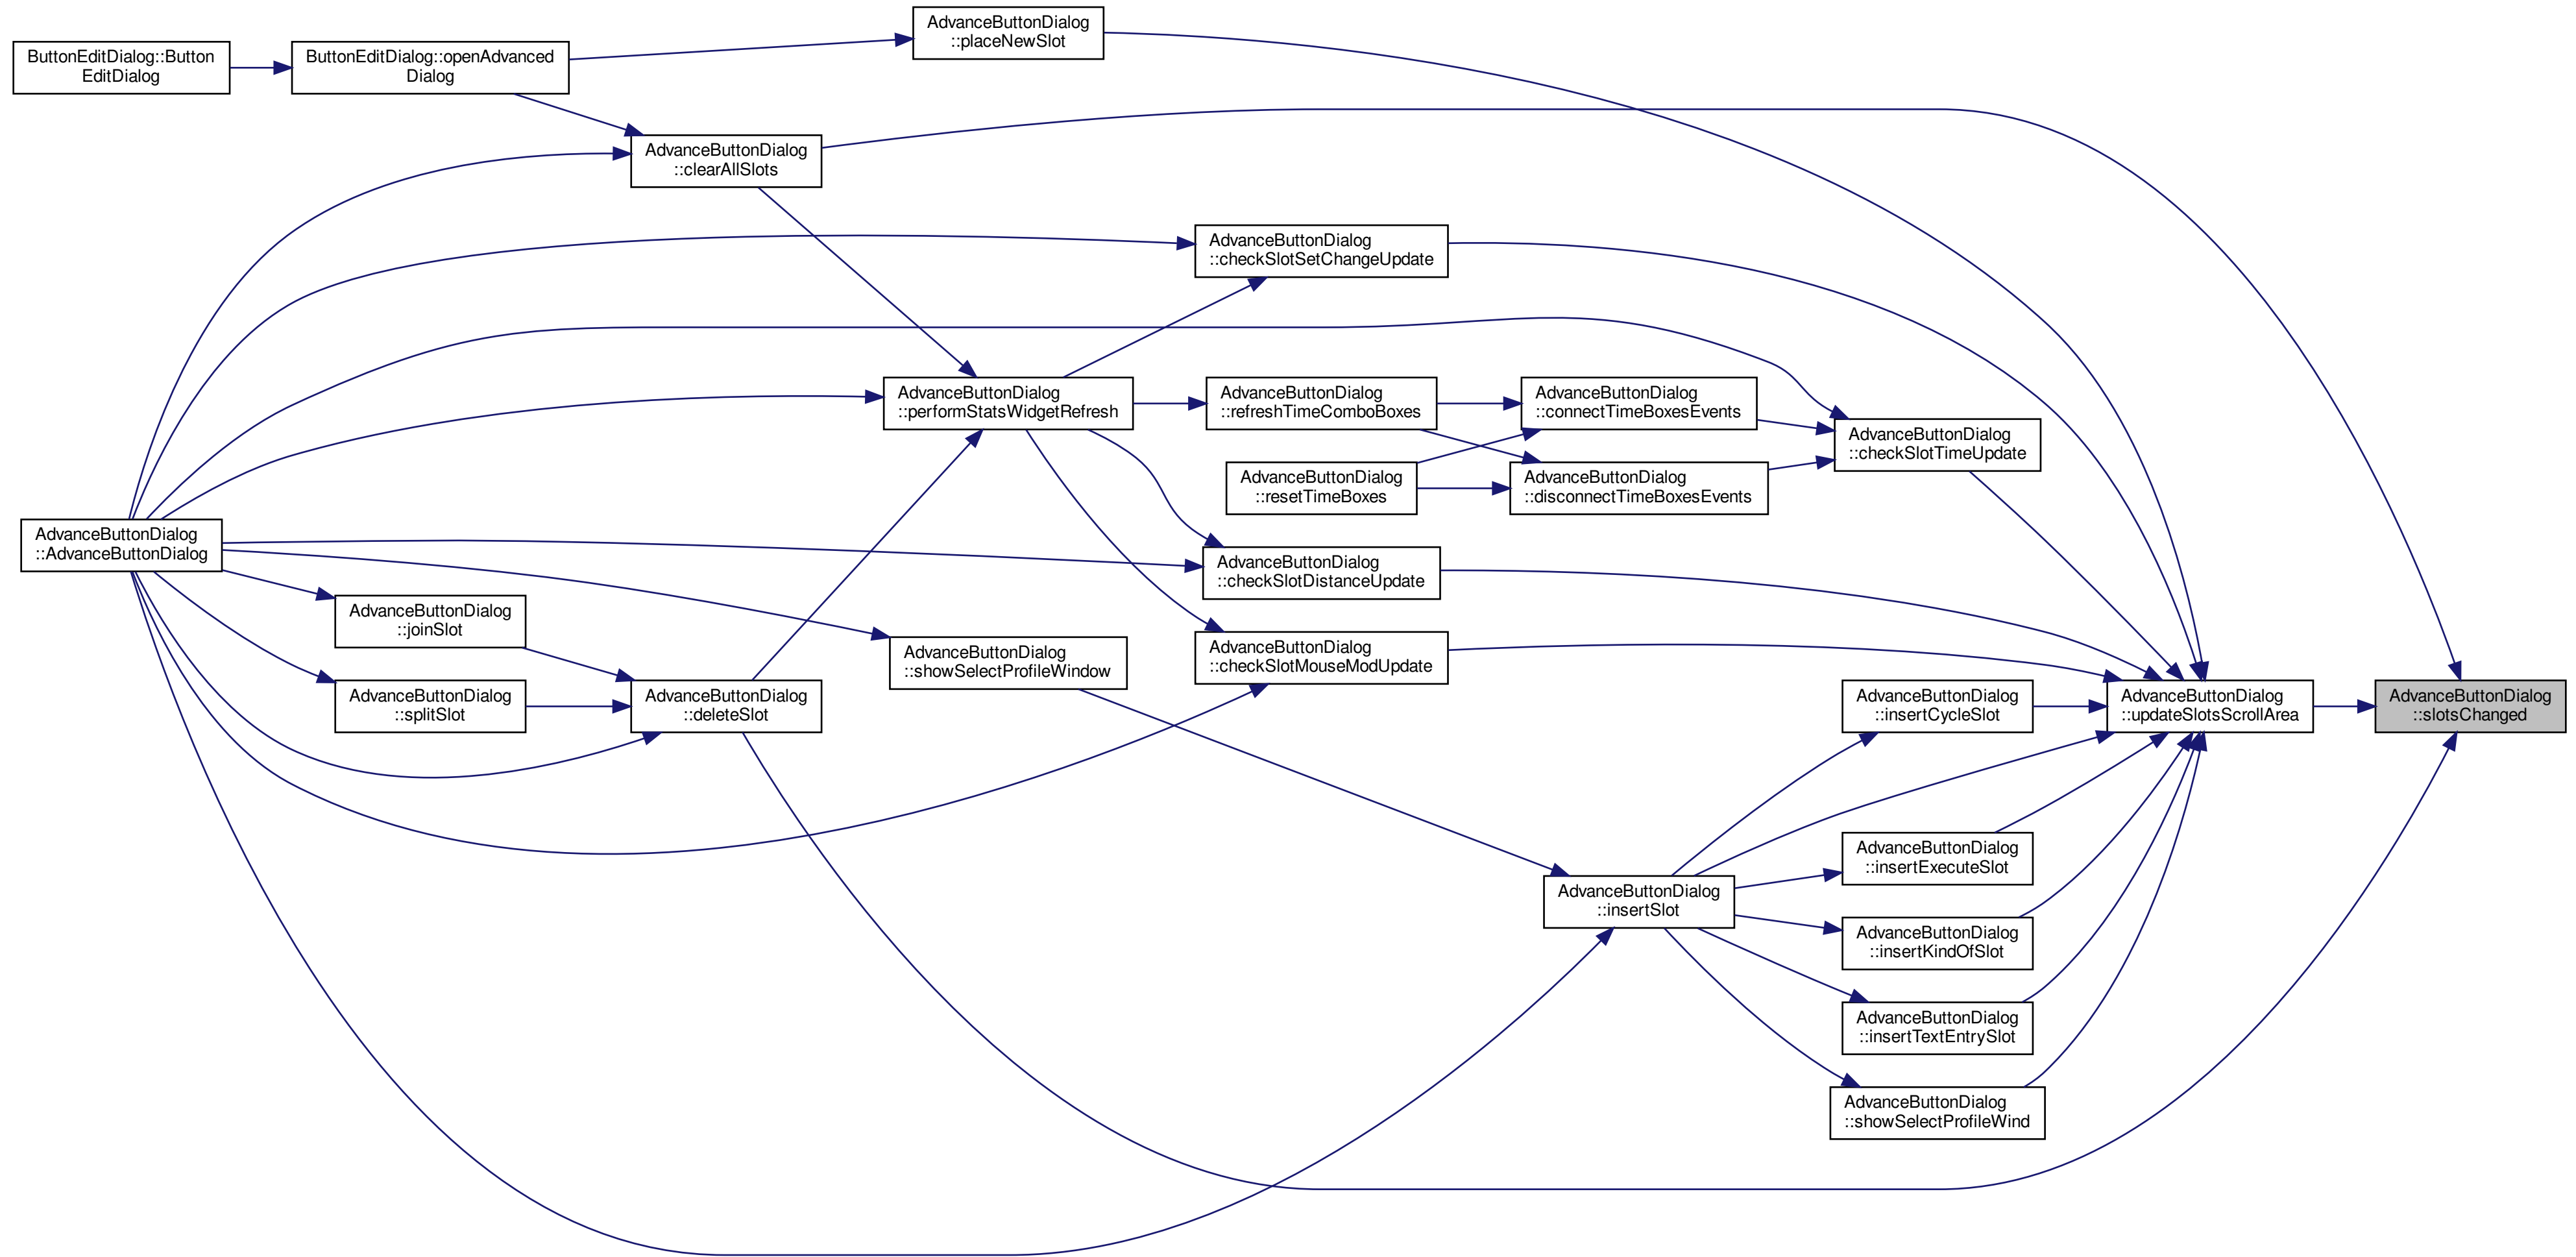 AdvanceButtonDialog
::placeNewSlot
ButtonEditDialog::Button
EditDialog
ButtonEditDialog::openAdvanced
Dialog
AdvanceButtonDialog
::clearAllSlots
AdvanceButtonDialog
::checkSlotSetChangeUpdate
AdvanceButtonDialog
::performStatsWidgetRefresh
AdvanceButtonDialog
::refreshTimeComboBoxes
AdvanceButtonDialog
::connectTimeBoxesEvents
AdvanceButtonDialog
::checkSlotTimeUpdate
AdvanceButtonDialog
::resetTimeBoxes
AdvanceButtonDialog
::disconnectTimeBoxesEvents
AdvanceButtonDialog
::AdvanceButtonDialog
AdvanceButtonDialog
::checkSlotDistanceUpdate
AdvanceButtonDialog
::joinSlot
AdvanceButtonDialog
::showSelectProfileWindow
AdvanceButtonDialog
::checkSlotMouseModUpdate
AdvanceButtonDialog
::splitSlot
AdvanceButtonDialog
::deleteSlot
AdvanceButtonDialog
::insertCycleSlot
AdvanceButtonDialog
::updateSlotsScrollArea
AdvanceButtonDialog
::slotsChanged
AdvanceButtonDialog
::insertExecuteSlot
AdvanceButtonDialog
::insertSlot
AdvanceButtonDialog
::insertKindOfSlot
AdvanceButtonDialog
::insertTextEntrySlot
AdvanceButtonDialog
::showSelectProfileWind